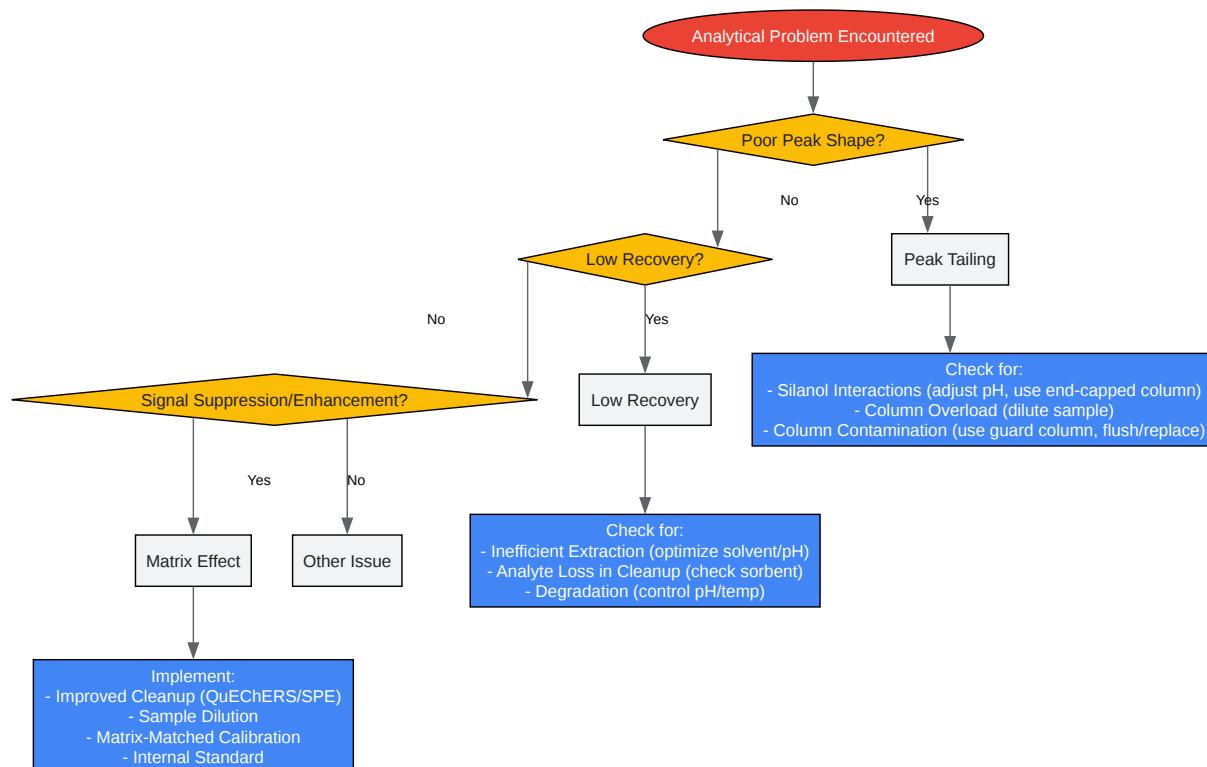 Analytical Problem Encountered
Poor Peak Shape?
No
Yes
Low Recovery?
Peak Tailing
No
Yes
Check for:
- Silanol Interactions (adjust pH, use end-capped column)
- Column Overload (dilute sample)
- Column Contamination (use guard column, flush/replace)
Signal Suppression/Enhancement?
Low Recovery
Yes
No
Check for:
- Inefficient Extraction (optimize solvent/pH)
- Analyte Loss in Cleanup (check sorbent)
- Degradation (control pH/temp)
Matrix Effect
Other Issue
Implement:
- Improved Cleanup (QuEChERS/SPE)
- Sample Dilution
- Matrix-Matched Calibration
- Internal Standard